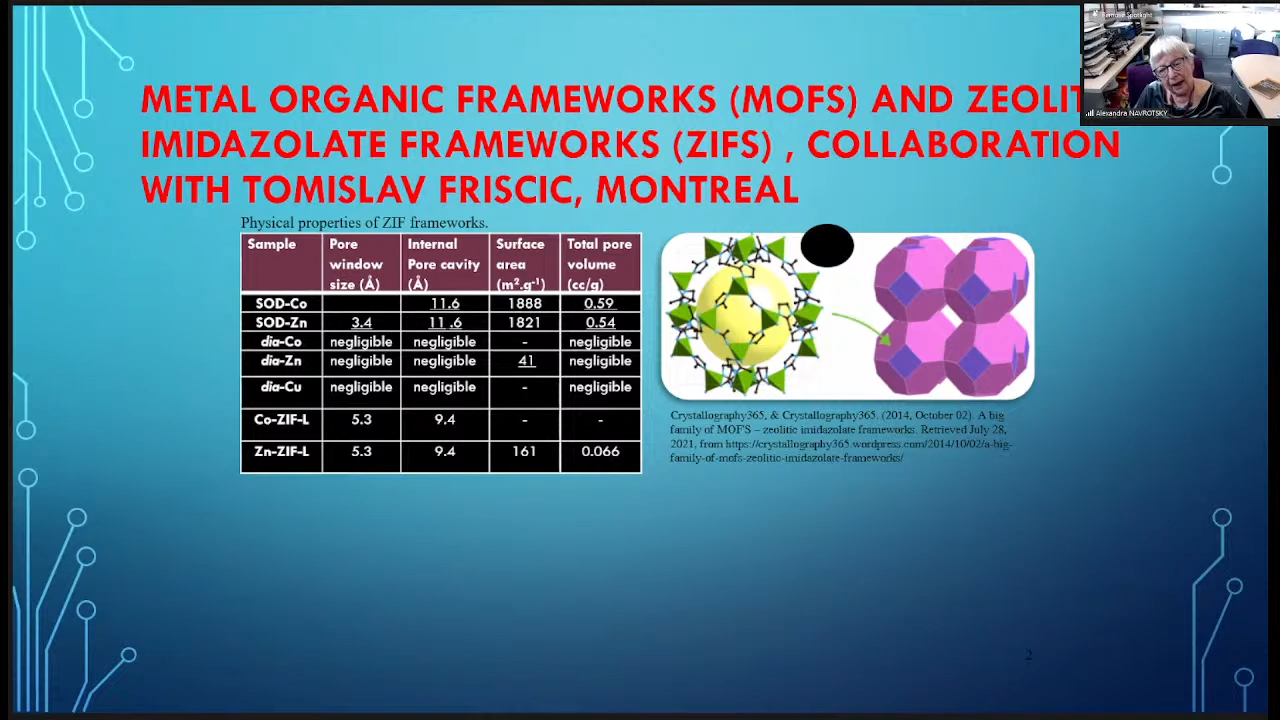 Remove Spotlight
Alexandra NAVROTSKY
METAL ORGANIC FRAMEWORKS (MOFS) AND ZEOLIT
IMIDAZOLATE FRAMEWORKS (ZIFS) , COLLABORATION
WITH TOMISLAV FRISCIC, MONTREAL
Physical properties of ZIF frameworks.
Sample Pore window size (Å) Internal Pore cavity (Å) Surface area (m².g⁻¹) Total pore volume (cc/g)
SOD-Co 11.6 1888 0.59
SOD-Zn 3.4 11 .6 1821 0.54
dia-Co negligible negligible - negligible
dia-Zn negligible negligible 41 negligible
dia-Cu negligible negligible - negligible
Co-ZIF-L 5.3 9.4 - -
Zn-ZIF-L 5.3 9.4 161 0.066
Crystallography365, & Crystallography365. (2014, October 02). A big
family of MOF'S – zeolitic imidazolate frameworks. Retrieved July 28,
2021, from https://crystallography365.wordpress.com/2014/10/02/a-big-
family-of-mofs-zeolitic-imidazolate-frameworks/
2